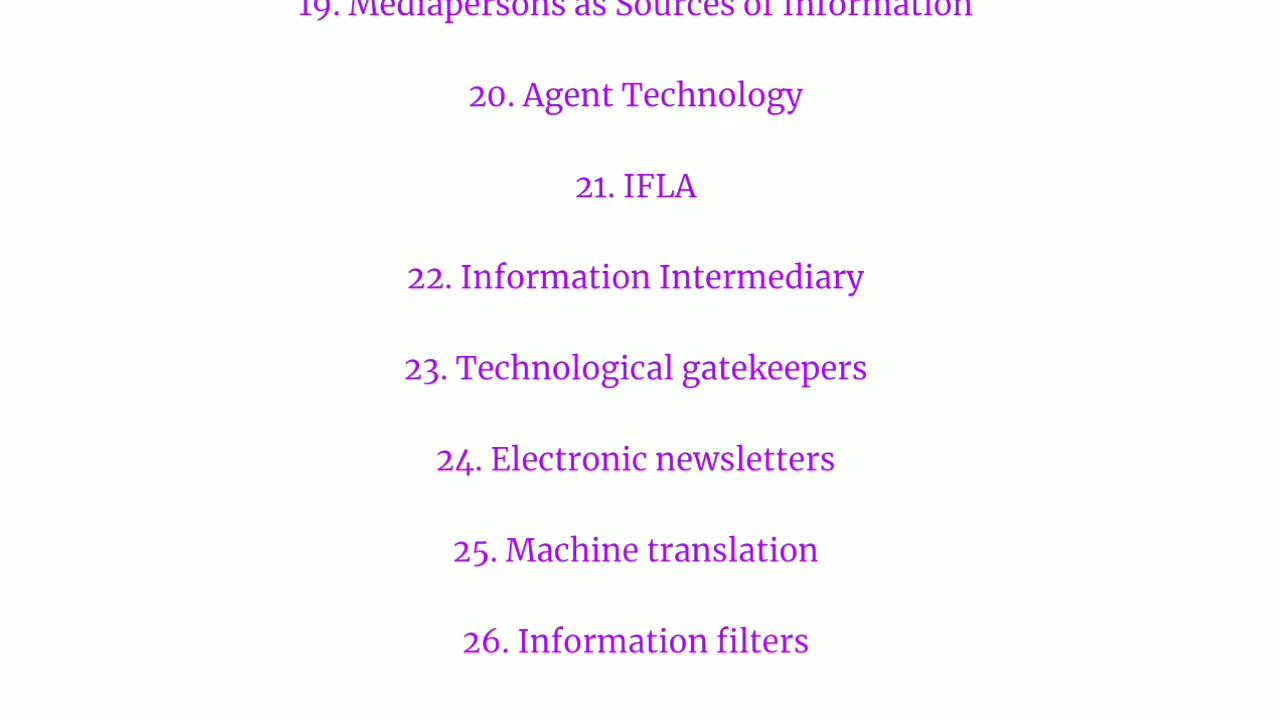 19. Mediapersons as Sources of Information
20. Agent Technology
21. IFLA
22. Information Intermediary
23. Technological gatekeepers
24. Electronic newsletters
25. Machine translation
26. Information filters